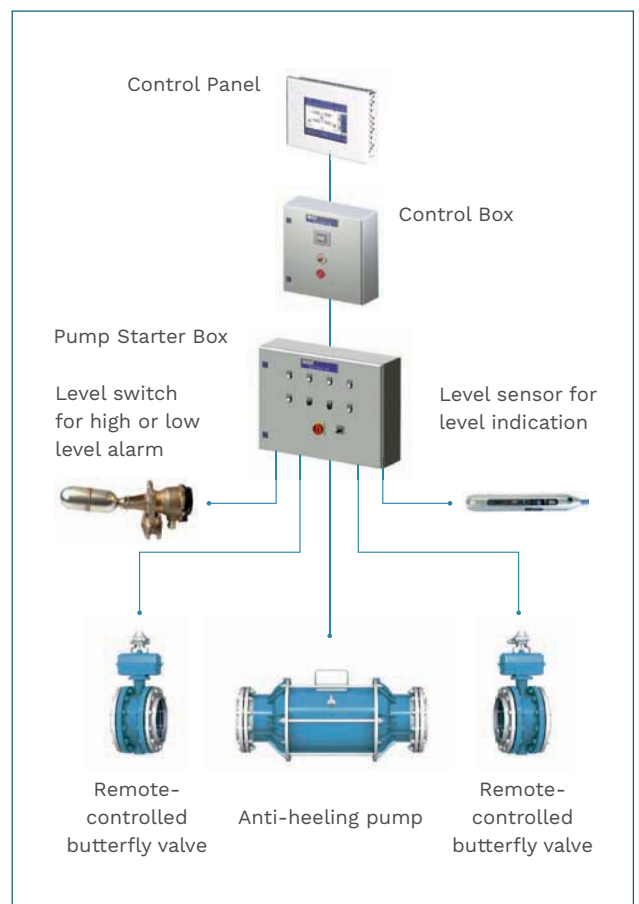 Control Panel
Control Box
Pump Starter Box
Level switch
for high or low
level alarm
Level sensor for
level indication
Remote-
controlled
butterfly valve
Anti-heeling pump
Remote-
controlled
butterfly valve